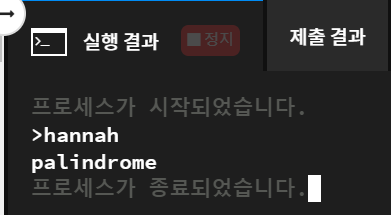 실행 결과
정지
제출 결과
프로세스가 시작되었습니다.
>hannah
palindrome
프로세스가 종료되었습니다.